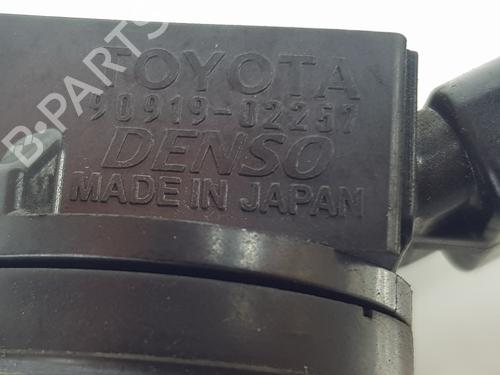 TOYOTA
90919-02257
DENSO
MADE IN JAPAN
B-PARTS